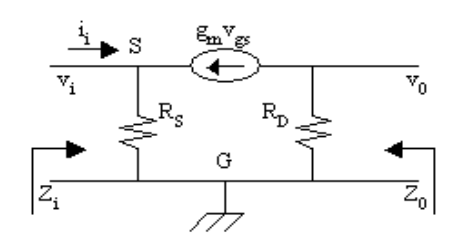 i_i S g_m v_gs
v_i v_0
R_S R_D
G
Z_i Z_0